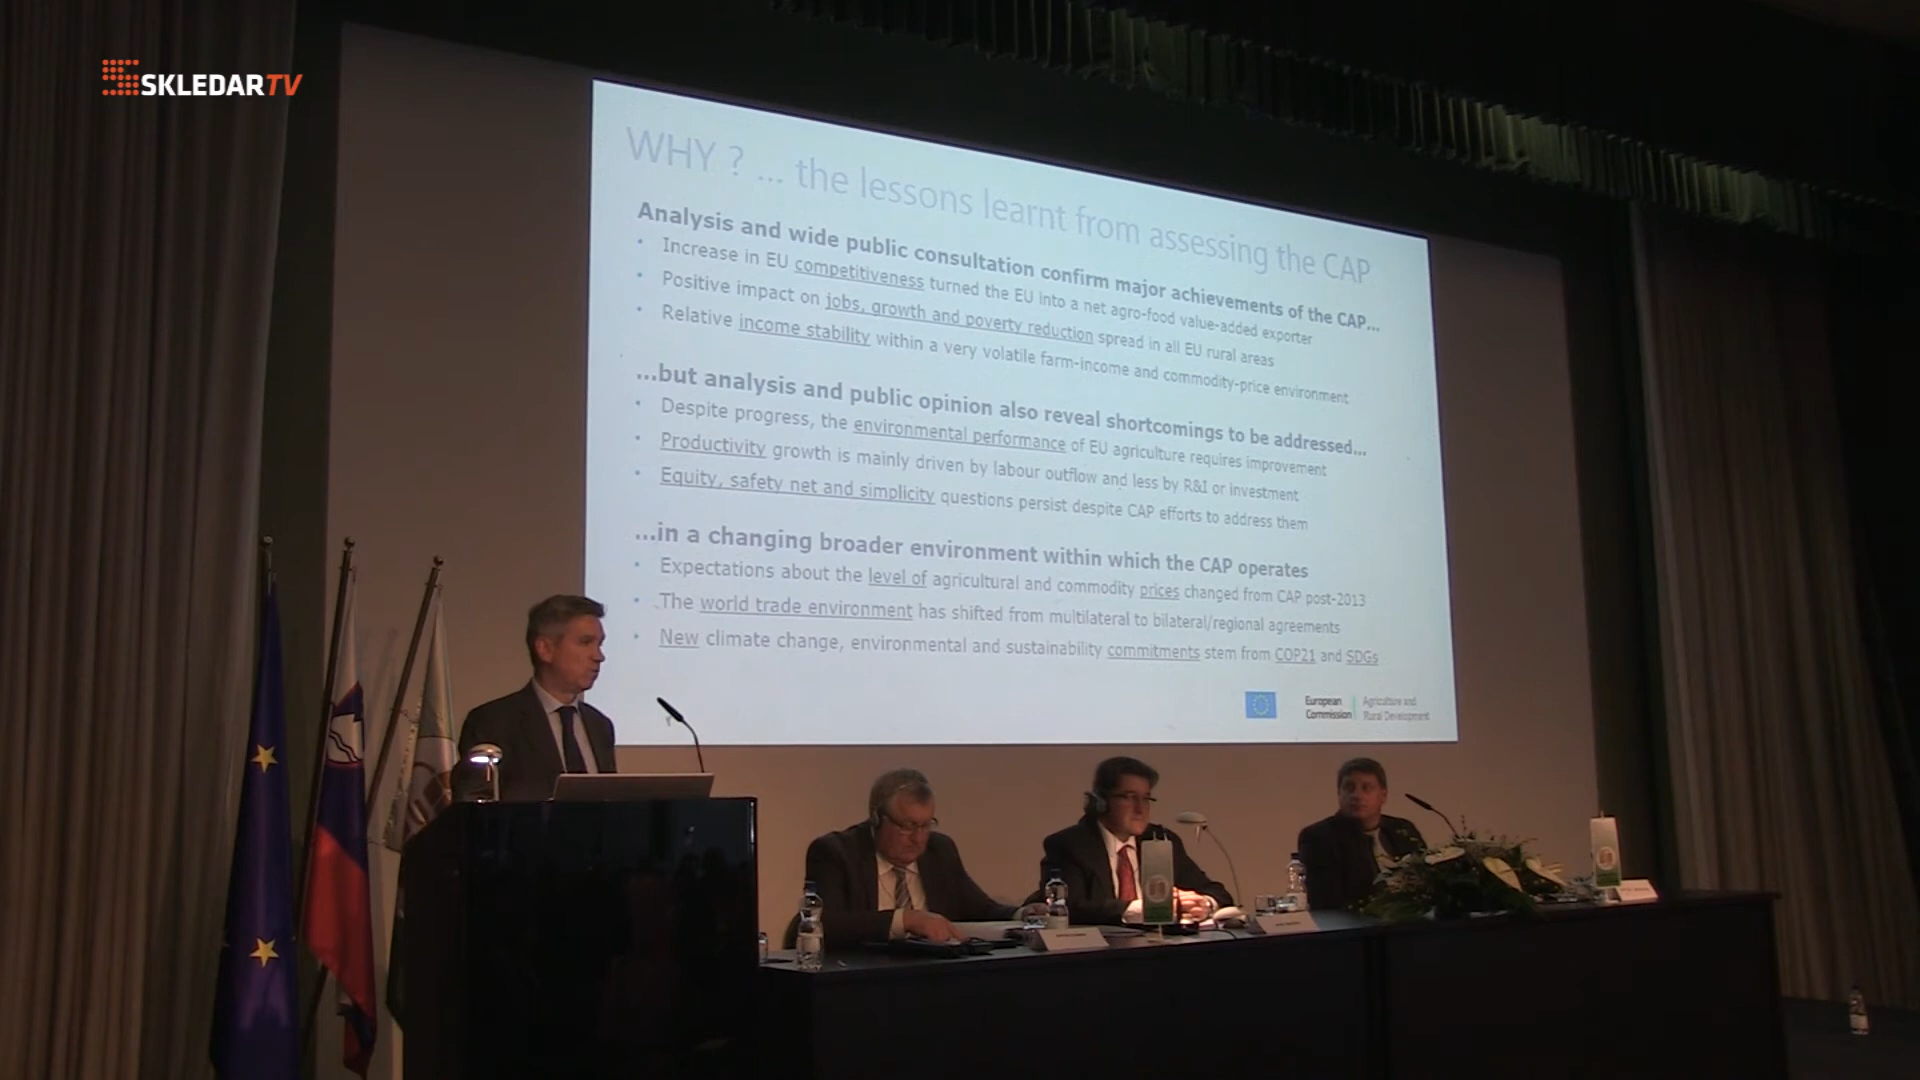 SKLEDARTV
WHY ? ... the lessons learnt from assessing the CAP
Analysis and wide public consultation confirm major achievements of the CAP...
• Increase in EU competitiveness turned the EU into a net agro-food value-added exporter
• Positive impact on jobs, growth and poverty reduction spread in all EU rural areas
• Relative income stability within a very volatile farm-income and commodity-price environment
...but analysis and public opinion also reveal shortcomings to be addressed...
• Despite progress, the environmental performance of EU agriculture requires improvement
• Productivity growth is mainly driven by labour outflow and less by R&I or investment
• Equity, safety net and simplicity questions persist despite CAP efforts to address them
...in a changing broader environment within which the CAP operates
• Expectations about the level of agricultural and commodity prices changed from CAP post-2013
• The world trade environment has shifted from multilateral to bilateral/regional agreements
• New climate change, environmental and sustainability commitments stem from COP21 and SDGs
European
Commission
Agriculture and
Rural Development